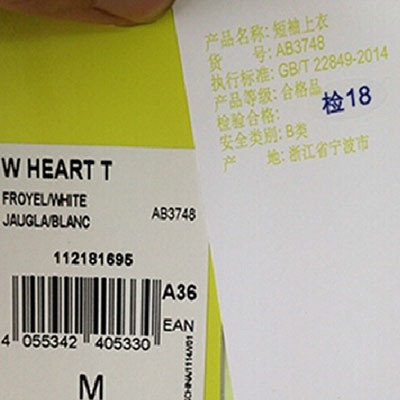 产品名称: 短袖上衣
货 号: AB3748
执行标准: GB/T 22849-2014
产品等级: 合格品
检验合格: 检18
安全类别: B类
产 地: 浙江省宁波市
W HEART T
FROYEL/WHITE
JAUGLA/BLANC
AB3748
112181695
A36
EAN
4 055342 405330
M
CHINA/1114/V01